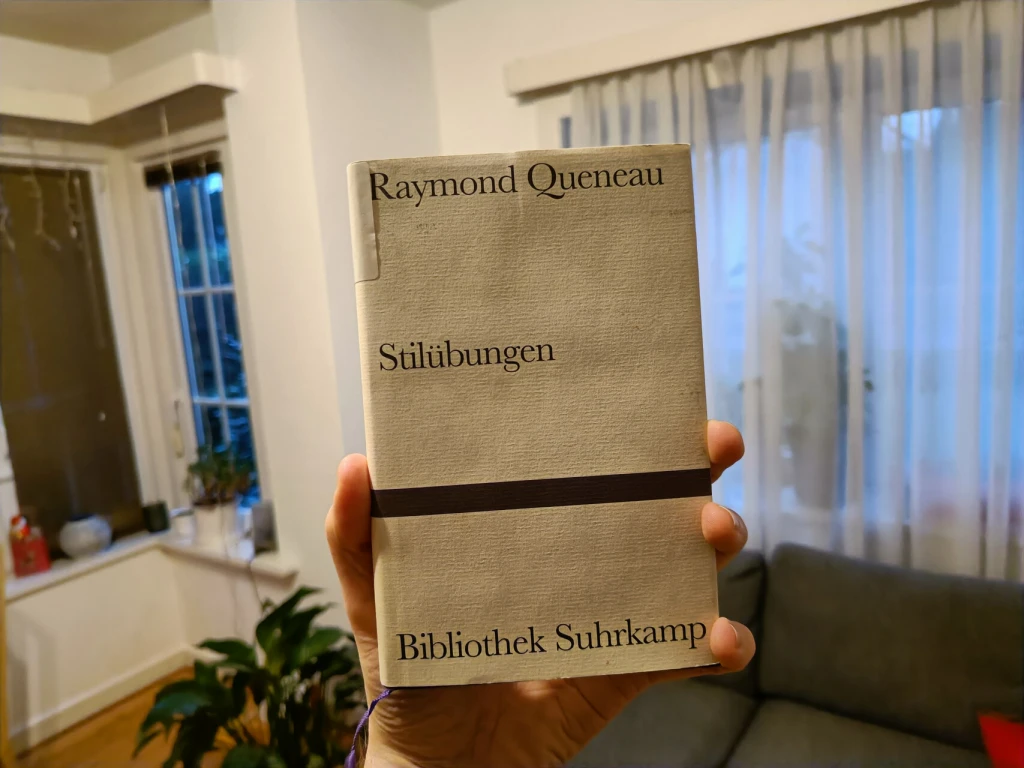 Raymond Queneau
Stilübungen
Bibliothek Suhrkamp